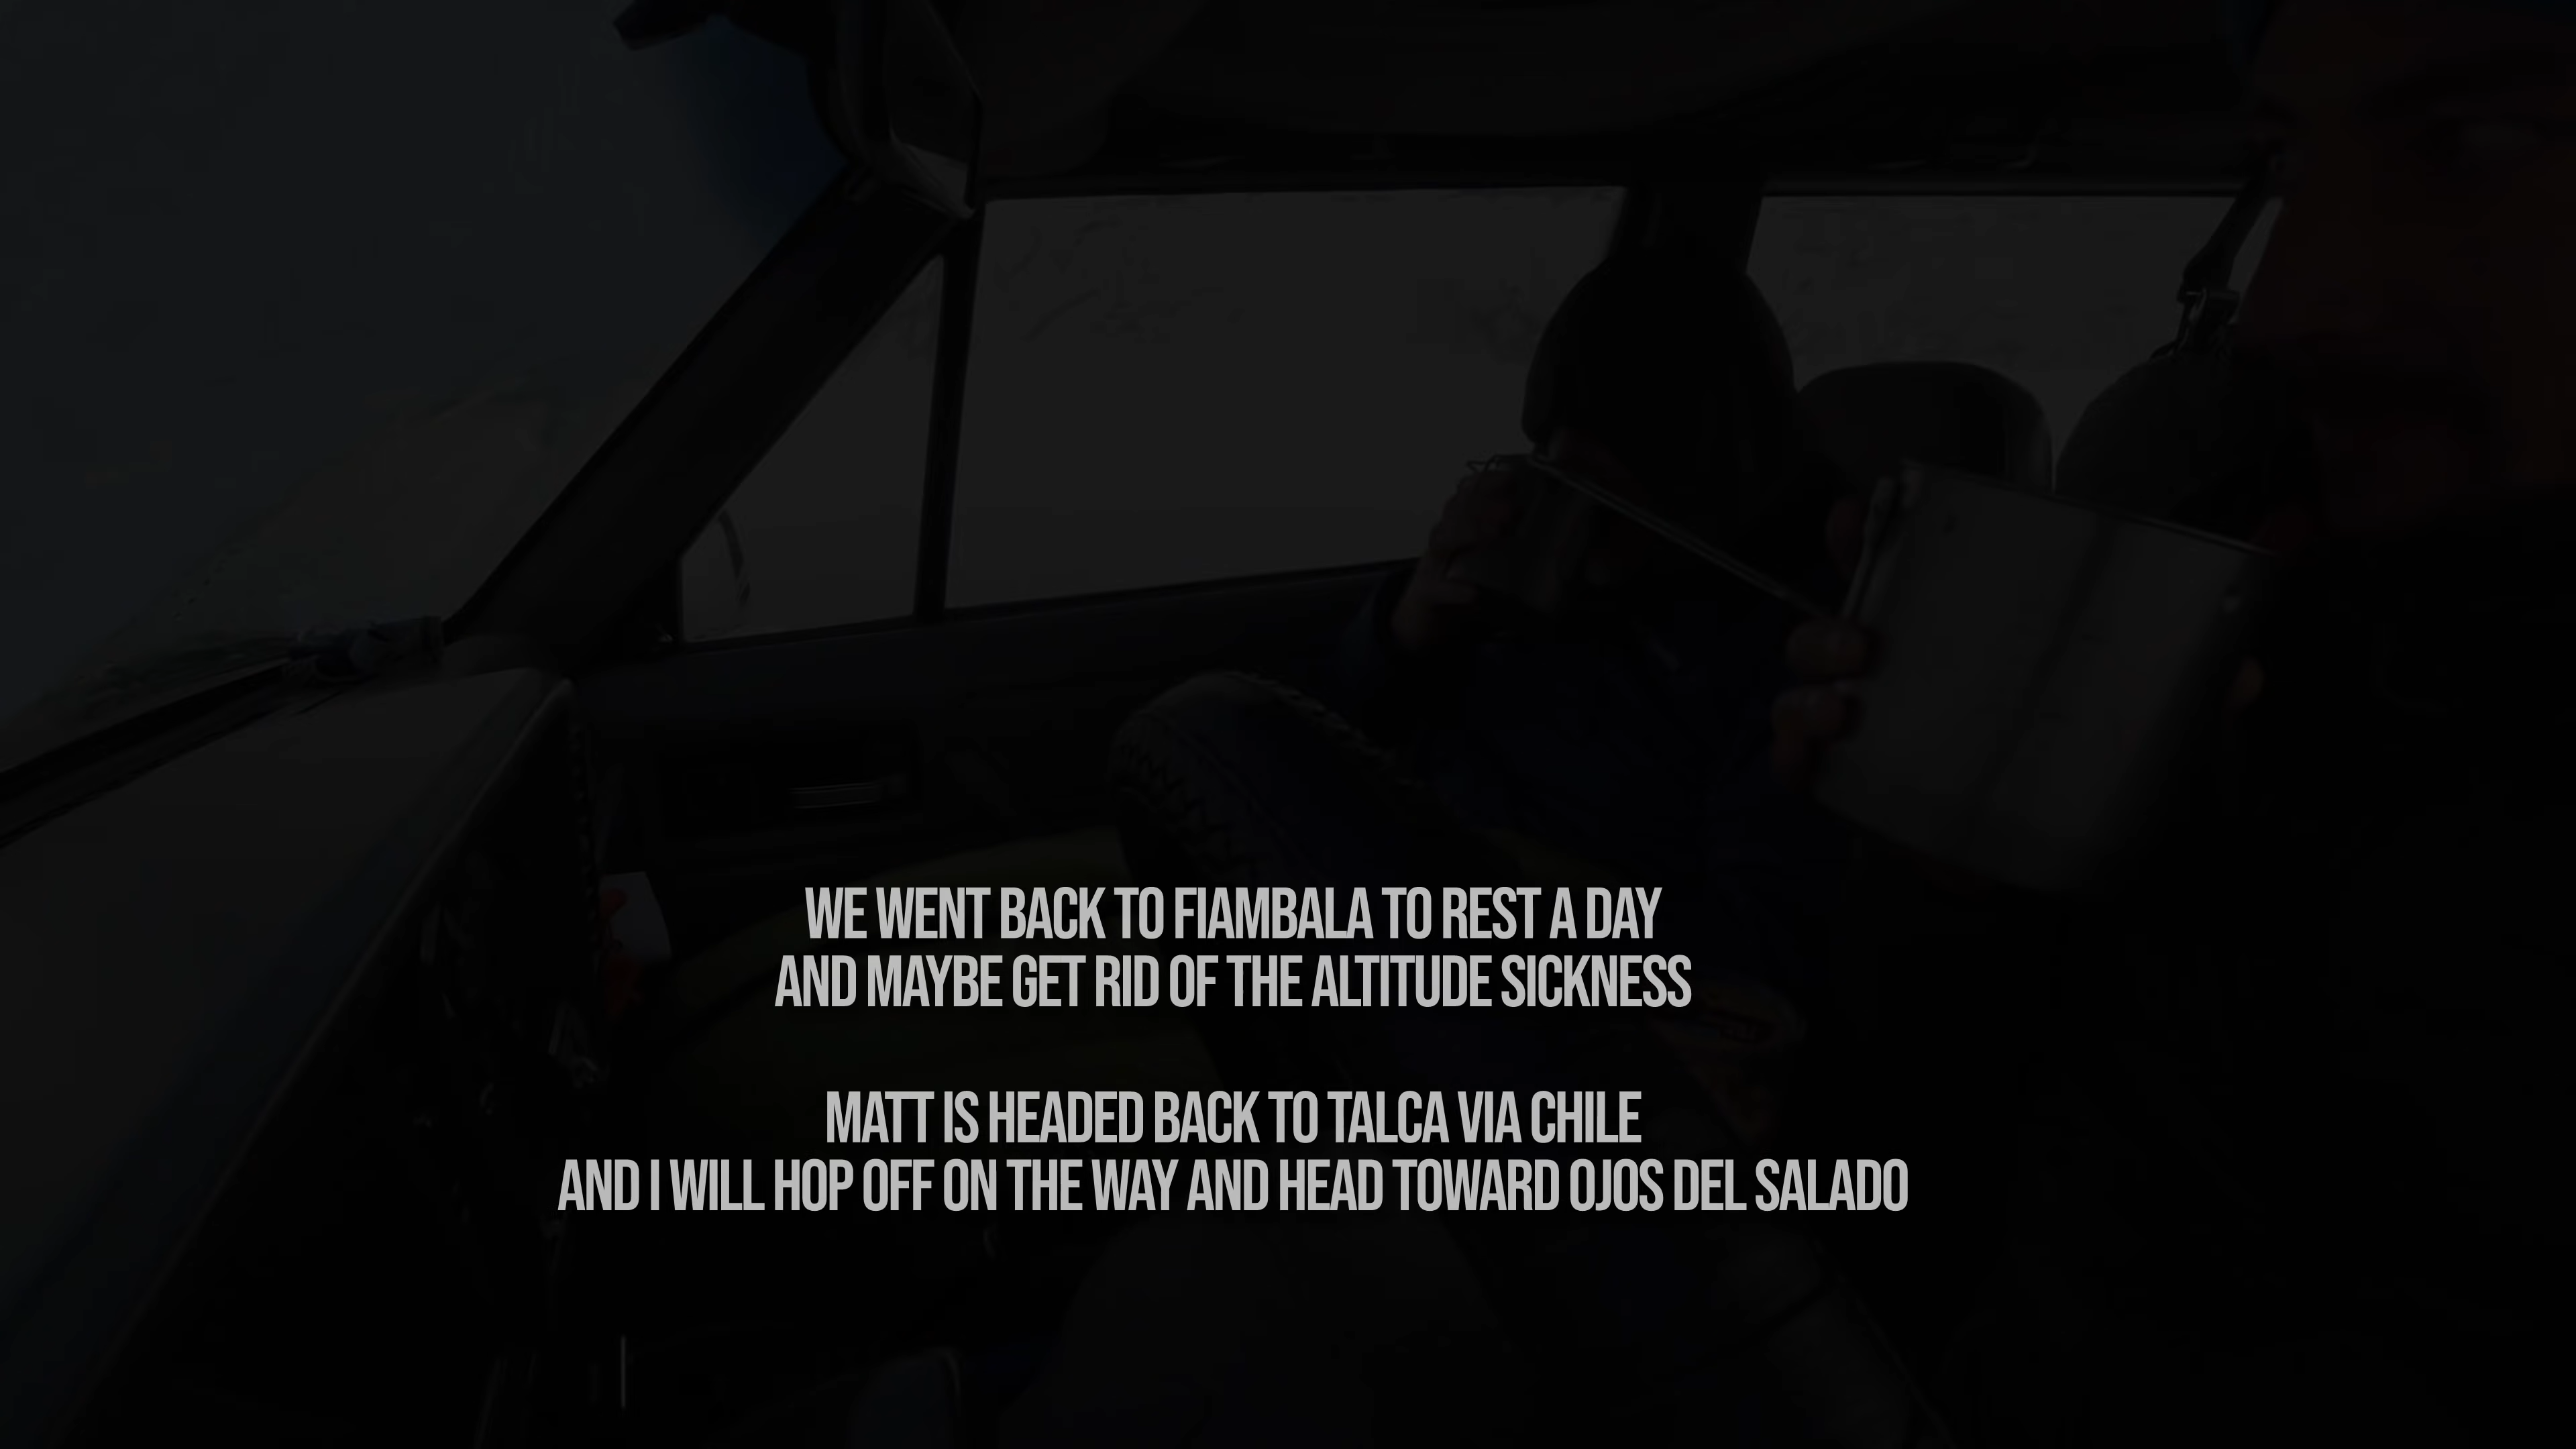 WE WENT BACK TO FIAMBALA TO REST A DAY
AND MAYBE GET RID OF THE ALTITUDE SICKNESS
MATT IS HEADED BACK TO TALCA VIA CHILE
AND I WILL HOP OFF ON THE WAY AND HEAD TOWARD OJOS DEL SALADO